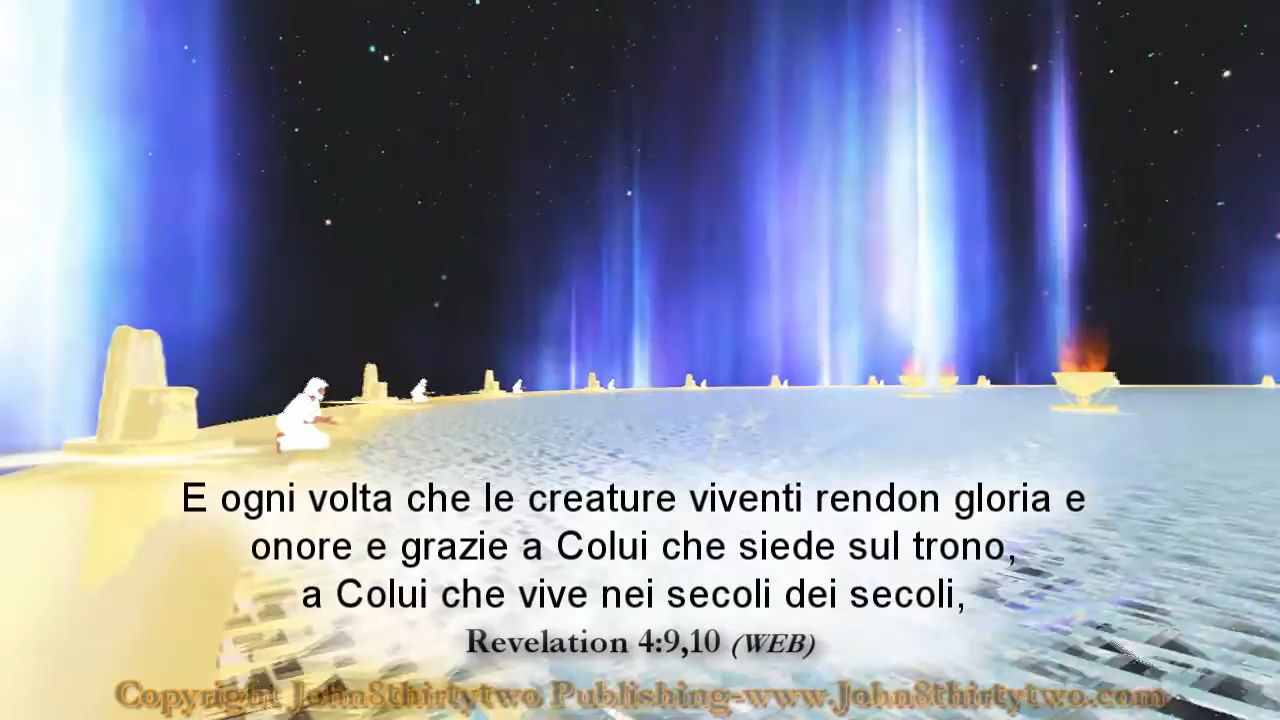 E ogni volta che le creature viventi rendon gloria e
onore e grazie a Colui che siede sul trono,
a Colui che vive nei secoli dei secoli,
Revelation 4:9,10 (WEB)
Copyright John8thirtytwo Publishing-www.John8thirtytwo.com